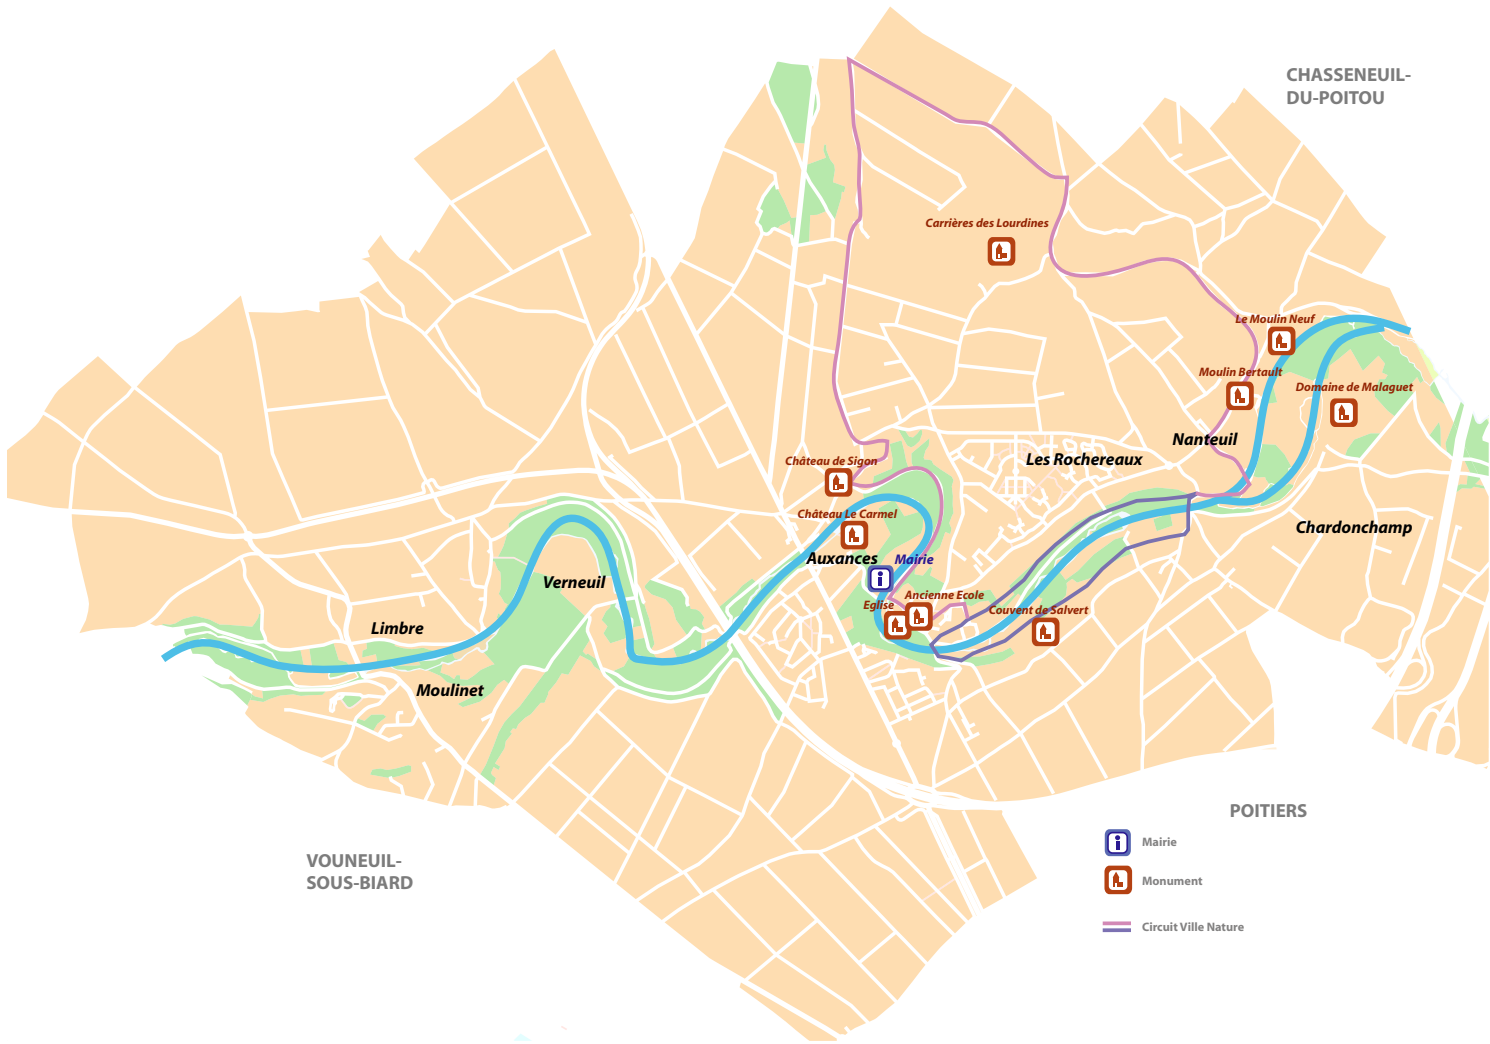 CHASSENEUIL-
DU-POITOU
Carrières des Lourdines
Le Moulin Neuf
Moulin Bertault
Domaine de Malaguet
Nanteuil
Les Rochereaux
Château de Sigon
Château Le Carmel
Chardonchamp
Auxances
Mairie
Verneuil
Ancienne Ecole
Eglise
Couvent de Salvert
Limbre
Moulinet
POITIERS
Mairie
VOUNEUIL-
SOUS-BIARD
Monument
Circuit Ville Nature